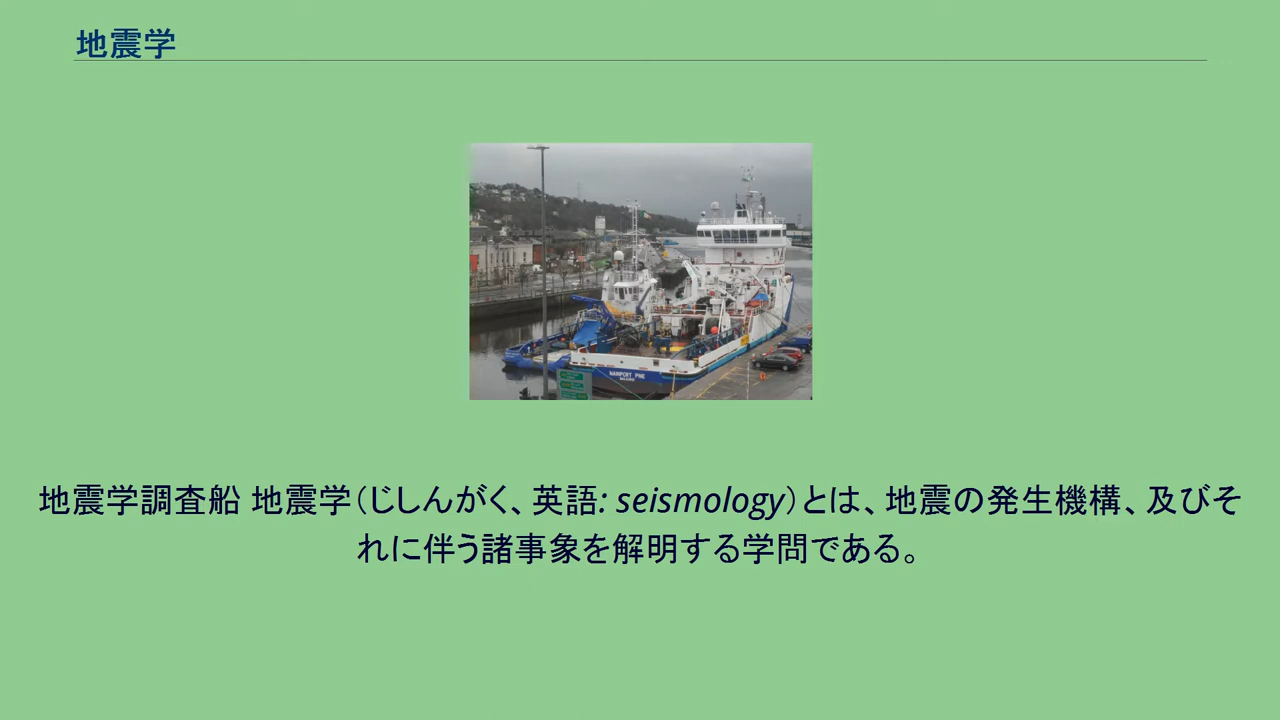 地震学
MAINPORT PINE
地震学調査船 地震学（じしんがく、英語: seismology）とは、地震の発生機構、及びそ
れに伴う諸事象を解明する学問である。